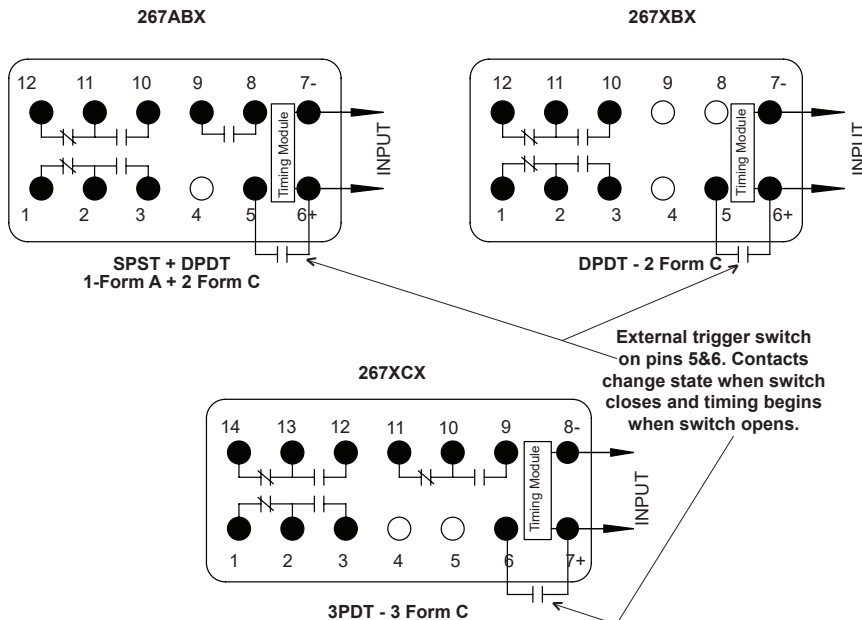 267ABX
267XBX
12 11 10 9 8 7-
Timing Module
INPUT
1 2 3 4 5 6+
SPST + DPDT
1-Form A + 2 Form C
12 11 10 9 8 7-
Timing Module
INPUT
1 2 3 4 5 6+
DPDT - 2 Form C
External trigger switch
on pins 5&6. Contacts
change state when switch
closes and timing begins
when switch opens.
267XCX
14 13 12 11 10 9 8-
Timing Module
INPUT
1 2 3 4 5 6 7+
3PDT - 3 Form C